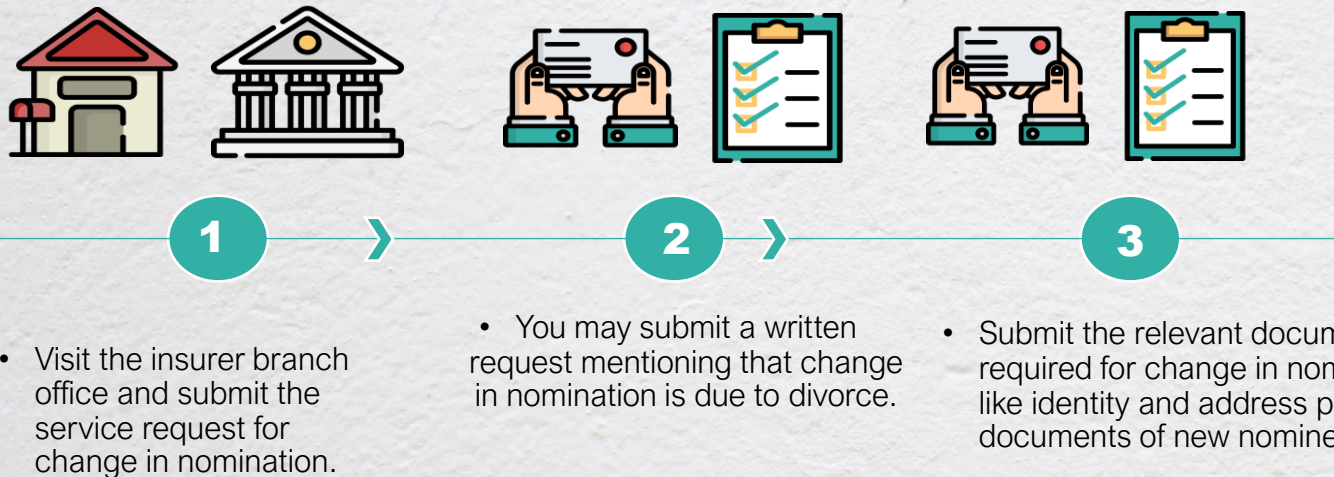 1
2
3
• Visit the insurer branch
office and submit the
service request for
change in nomination.
• You may submit a written
request mentioning that change
in nomination is due to divorce.
• Submit the relevant
required for change in
like identity and address
documents of new